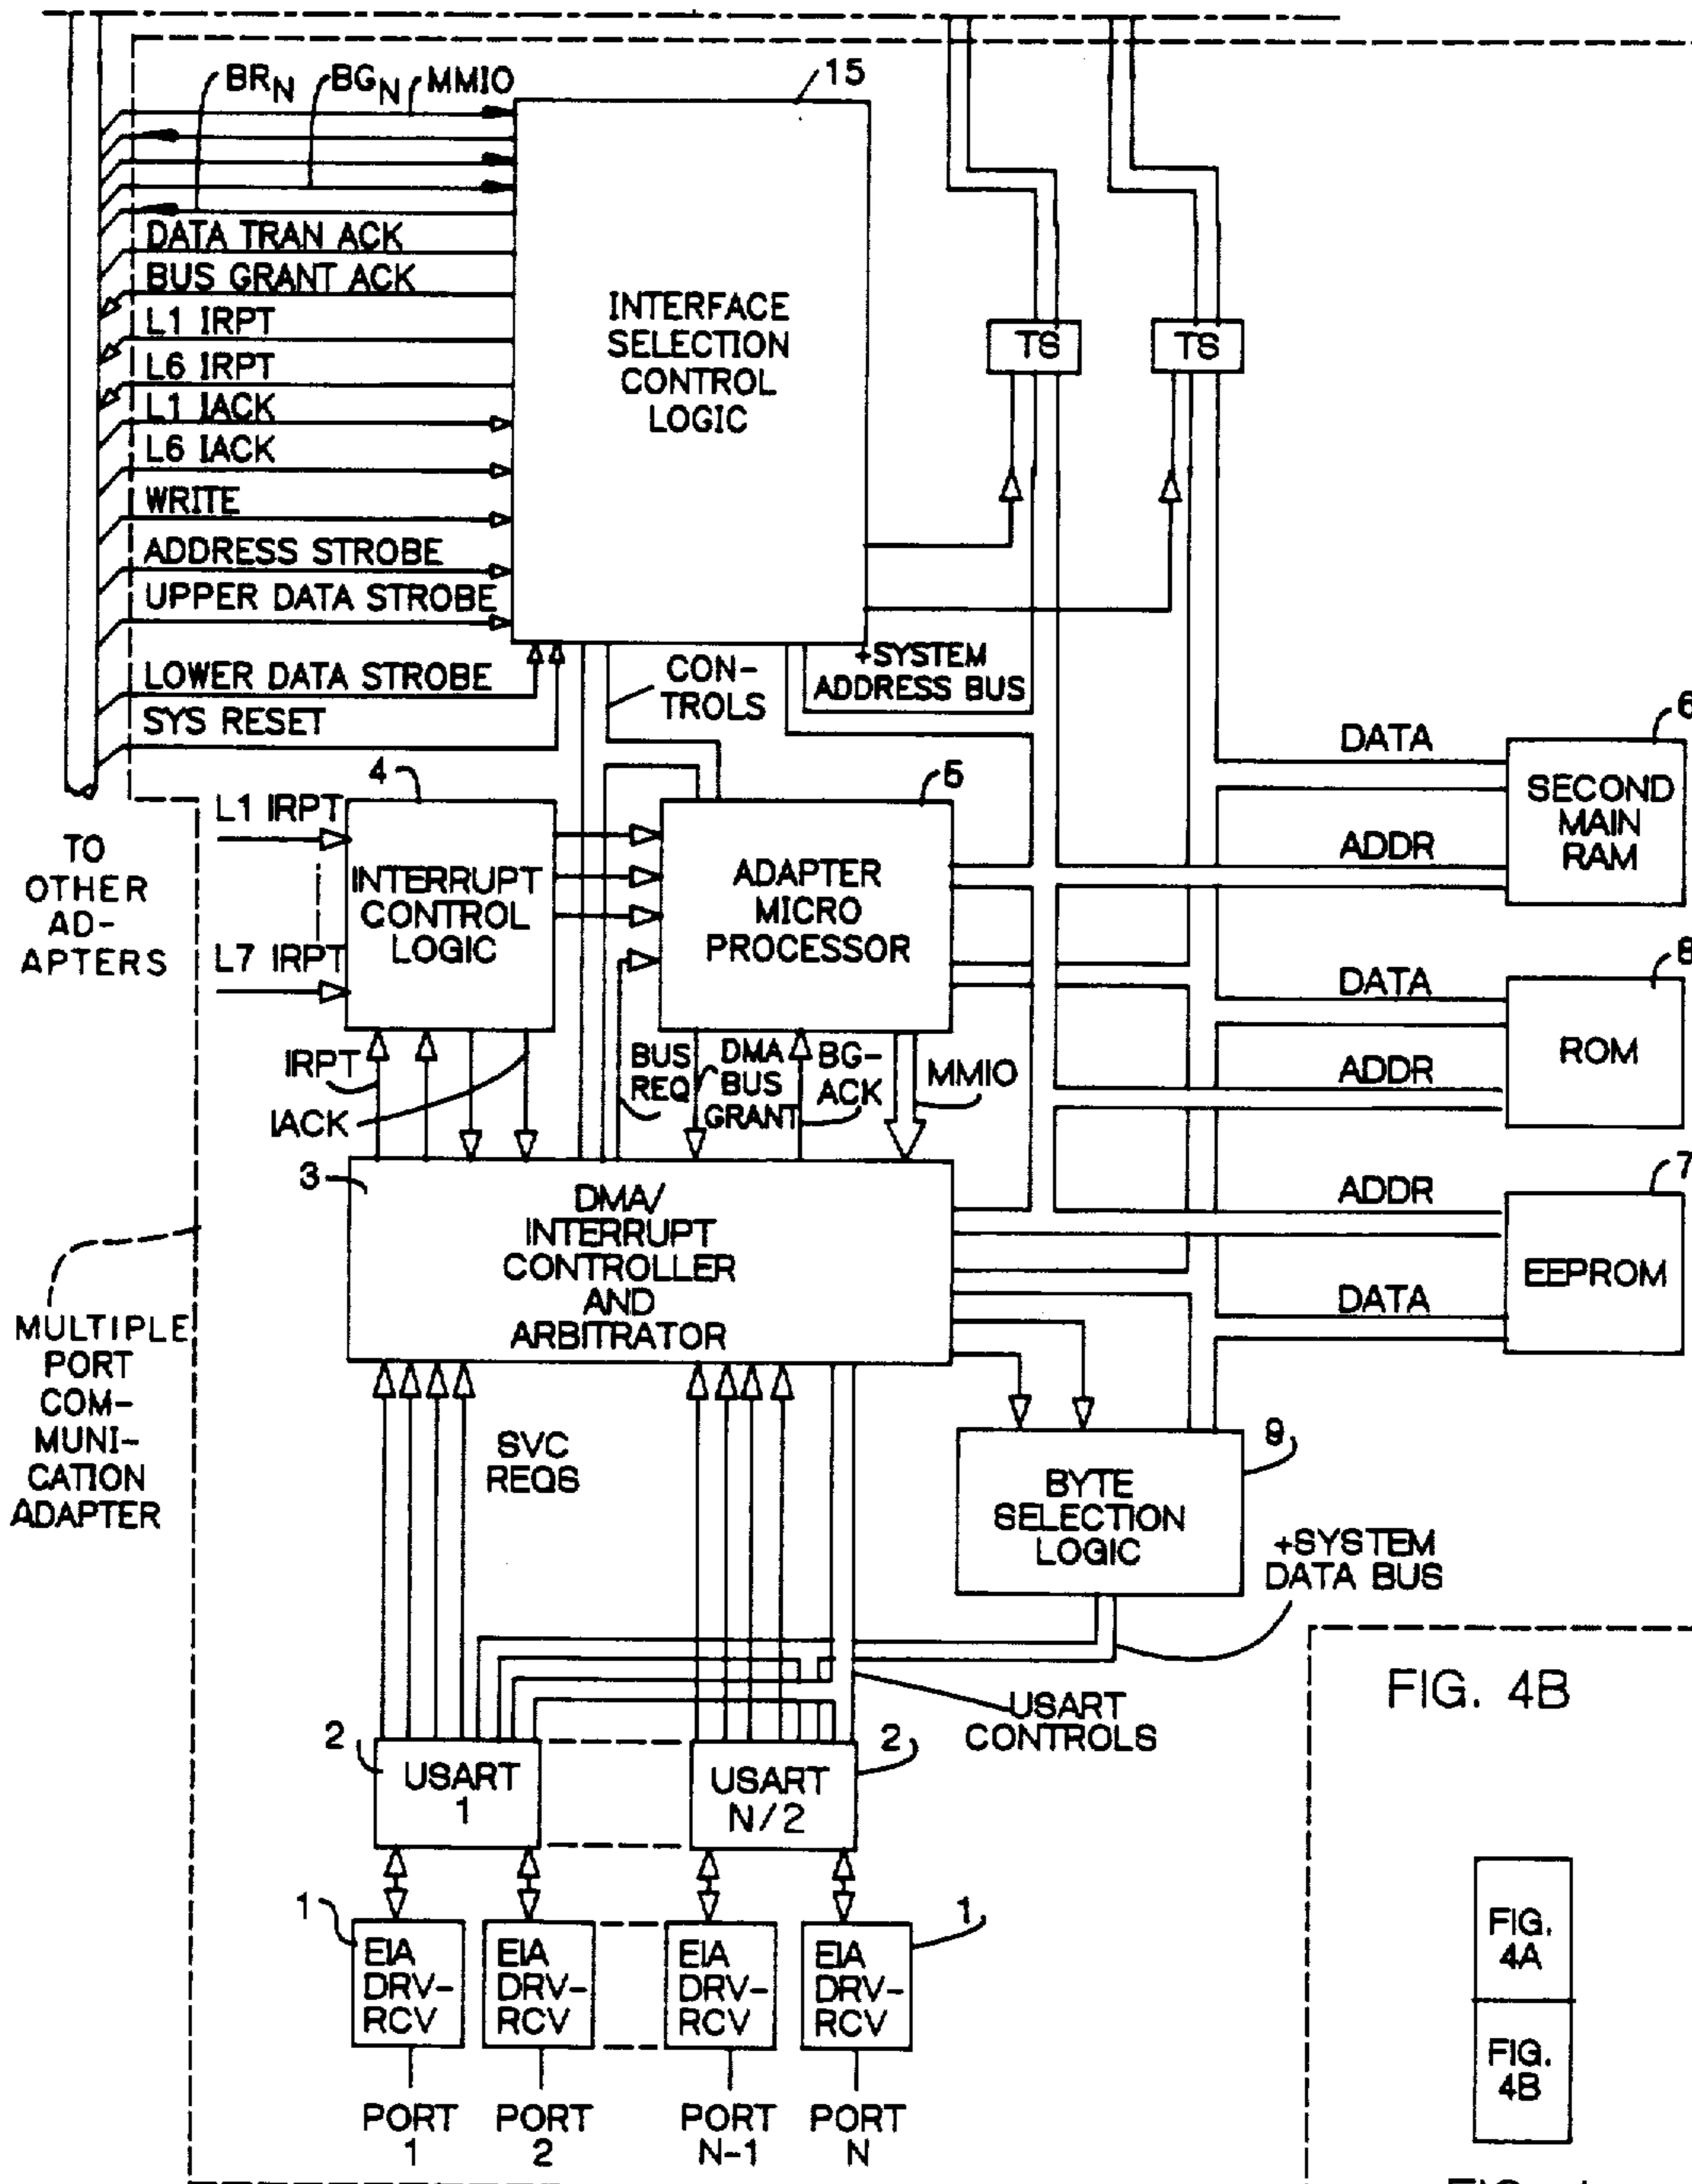 BRN
BGN
MMIO
15
DATA TRAN ACK
BUS GRANT ACK
L1 IRPT
L6 IRPT
L1 IACK
L6 IACK
WRITE
ADDRESS STROBE
UPPER DATA STROBE
LOWER DATA STROBE
SYS RESET
INTERFACE
SELECTION
CONTROL
LOGIC
TS
TS
CON-
TROLS
+SYSTEM
ADDRESS BUS
DATA
ADDR
6
SECOND
MAIN
RAM
TO
OTHER
AD-
APTERS
L1 IRPT
L7 IRPT
4
INTERRUPT
CONTROL
LOGIC
5
ADAPTER
MICRO
PROCESSOR
DATA
ADDR
8
ROM
IRPT
IACK
BUS
REQ
DMA
BUS
GRANT
BG-
ACK
MMIO
3
DMA/
INTERRUPT
CONTROLLER
AND
ARBITRATOR
ADDR
DATA
7
EEPROM
MULTIPLE
PORT
COM-
MUNI-
CATION
ADAPTER
SVC
REQS
9
BYTE
SELECTION
LOGIC
+SYSTEM
DATA BUS
USART
CONTROLS
2
USART
1
2
USART
N/2
1
EIA
DRV-
RCV
EIA
DRV-
RCV
EIA
DRV-
RCV
1
EIA
DRV-
RCV
PORT
1
PORT
2
PORT
N-1
PORT
N
FIG. 4B
FIG.
4A
FIG.
4B